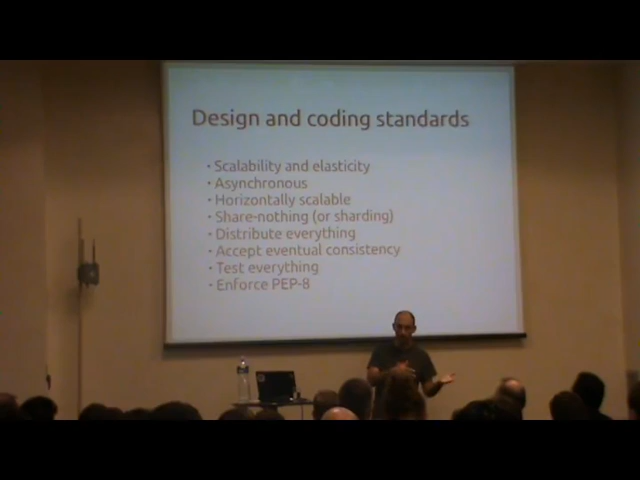 Design and coding standards
· Scalability and elasticity
· Asynchronous
· Horizontally scalable
· Share-nothing (or sharding)
· Distribute everything
· Accept eventual consistency
· Test everything
· Enforce PEP-8